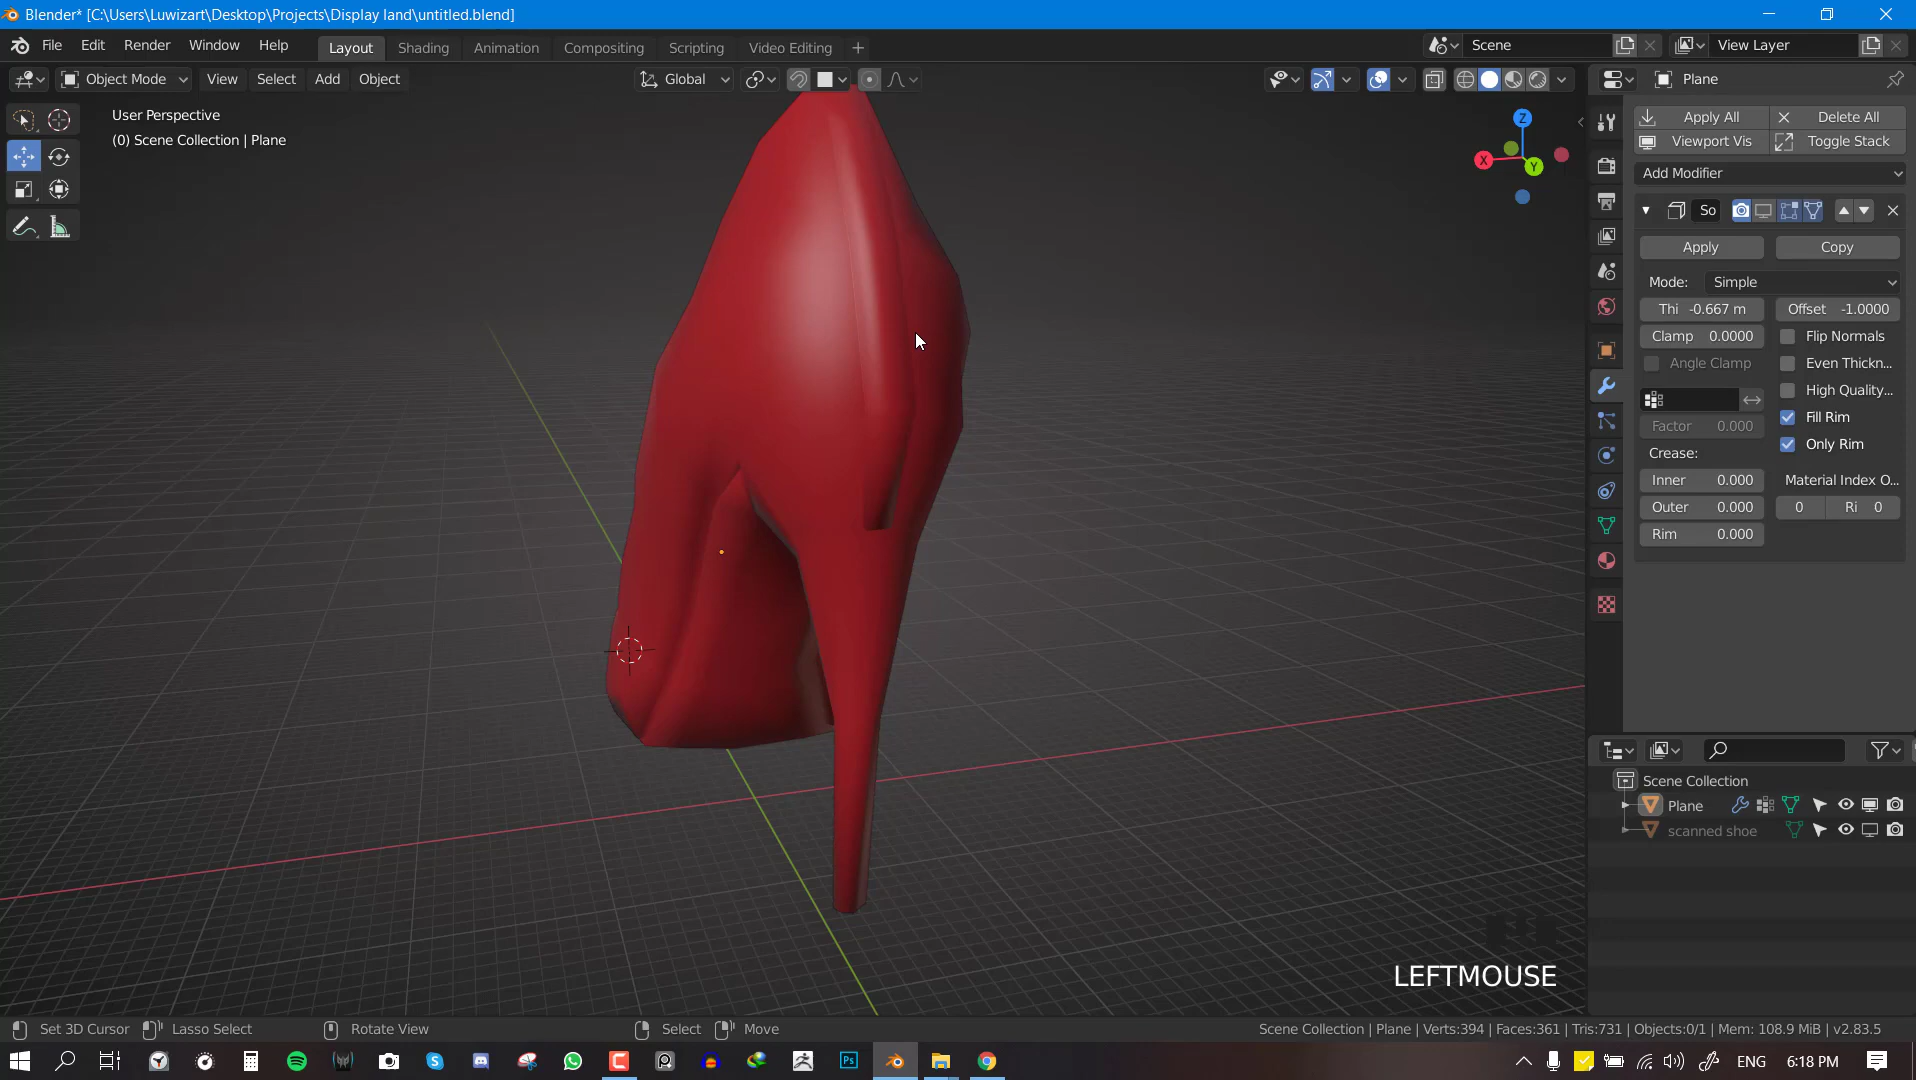 Blender* [C:\Users\Luwizart\Desktop\Projects\Display land\untitled.blend]
File Edit Render Window Help Layout Shading Animation Compositing Scripting Video Editing + Scene View Layer
Object Mode View Select Add Object Global Plane
User Perspective
(0) Scene Collection | Plane
Z
X
Y
Apply All Delete All
Viewport Vis Toggle Stack
Add Modifier
So
Apply Copy
Mode: Simple
Thi -0.667 m Offset -1.0000
Clamp 0.0000 Flip Normals
Angle Clamp Even Thickn...
High Quality...
Factor 0.000 Fill Rim
Only Rim
Crease:
Inner 0.000 Material Index O...
Outer 0.000 0 Ri 0
Rim 0.000
Scene Collection
Plane
scanned shoe
LEFTMOUSE
Set 3D Cursor Lasso Select Rotate View Select Move Scene Collection | Plane | Verts:394 | Faces:361 | Tris:731 | Objects:0/1 | Mem: 108.9 MiB | v2.83.5
Ps ENG 6:18 PM